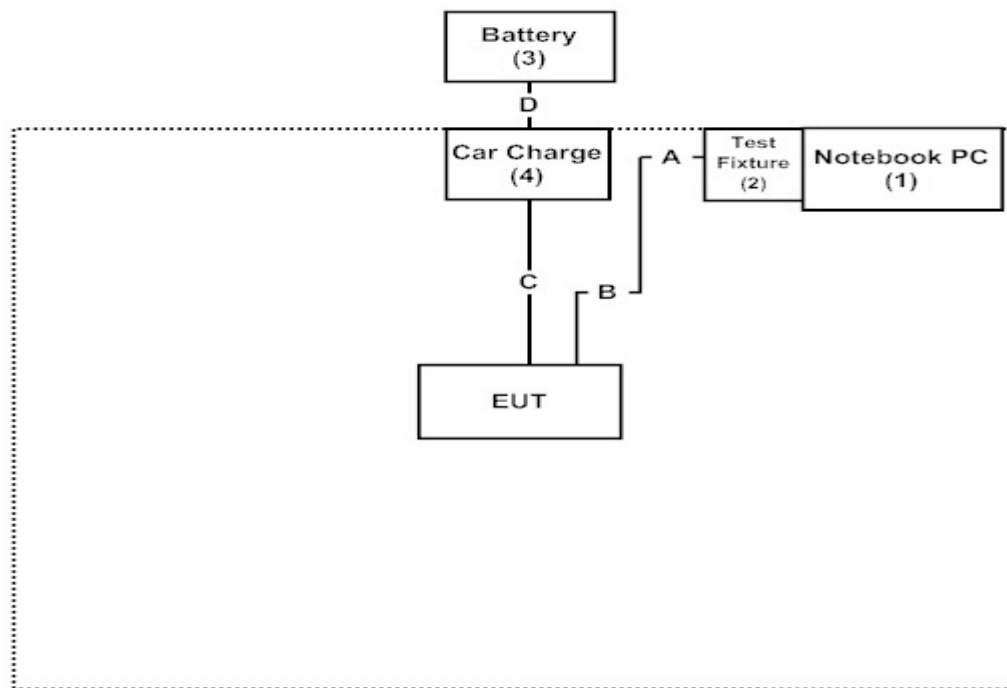 Battery
(3)
D
Car Charge
(4)
A
Test
Fixture
(2)
Notebook PC
(1)
C
B
EUT